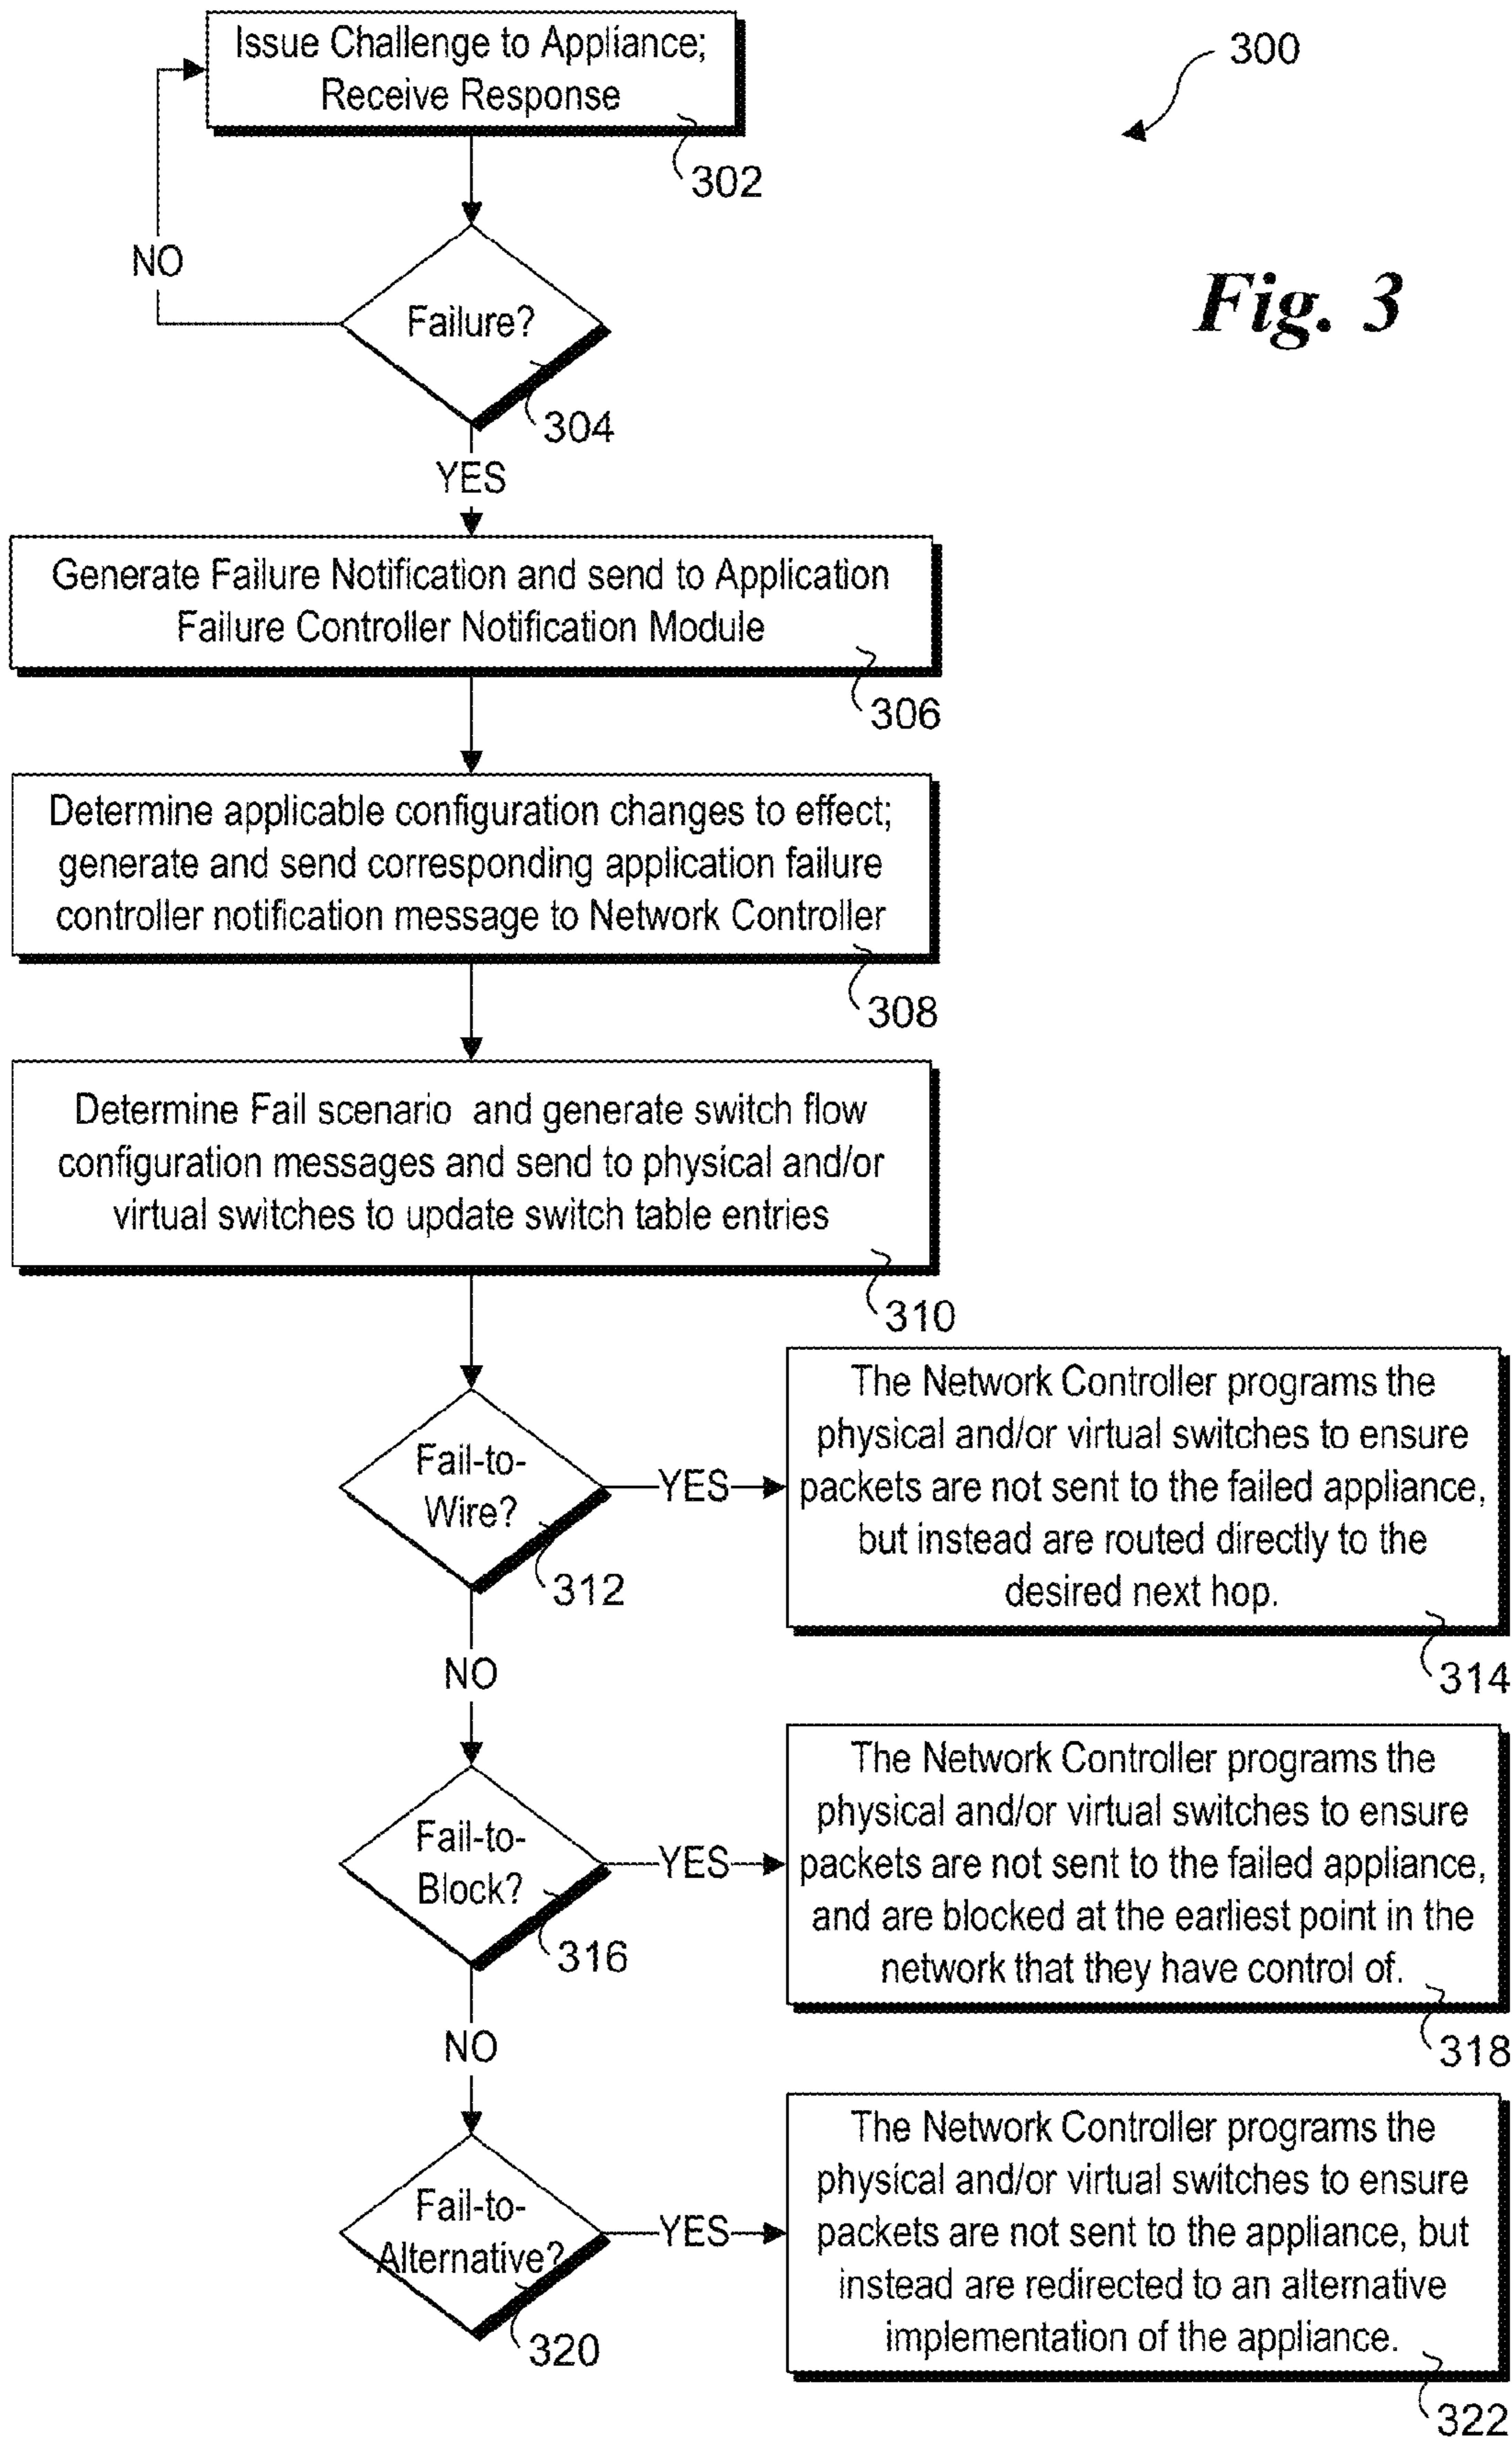 Issue Challenge to Appliance;
Receive Response
302
300
Fig. 3
NO
Failure?
304
YES
Generate Failure Notification and send to Application
Failure Controller Notification Module
306
Determine applicable configuration changes to effect;
generate and send corresponding application failure
controller notification message to Network Controller
308
Determine Fail scenario and generate switch flow
configuration messages and send to physical and/or
virtual switches to update switch table entries
310
Fail-to-
Wire?
312
YES
The Network Controller programs the
physical and/or virtual switches to ensure
packets are not sent to the failed appliance,
but instead are routed directly to the
desired next hop.
314
NO
Fail-to-
Block?
316
YES
The Network Controller programs the
physical and/or virtual switches to ensure
packets are not sent to the failed appliance,
and are blocked at the earliest point in the
network that they have control of.
318
NO
Fail-to-
Alternative?
320
YES
The Network Controller programs the
physical and/or virtual switches to ensure
packets are not sent to the appliance, but
instead are redirected to an alternative
implementation of the appliance.
322